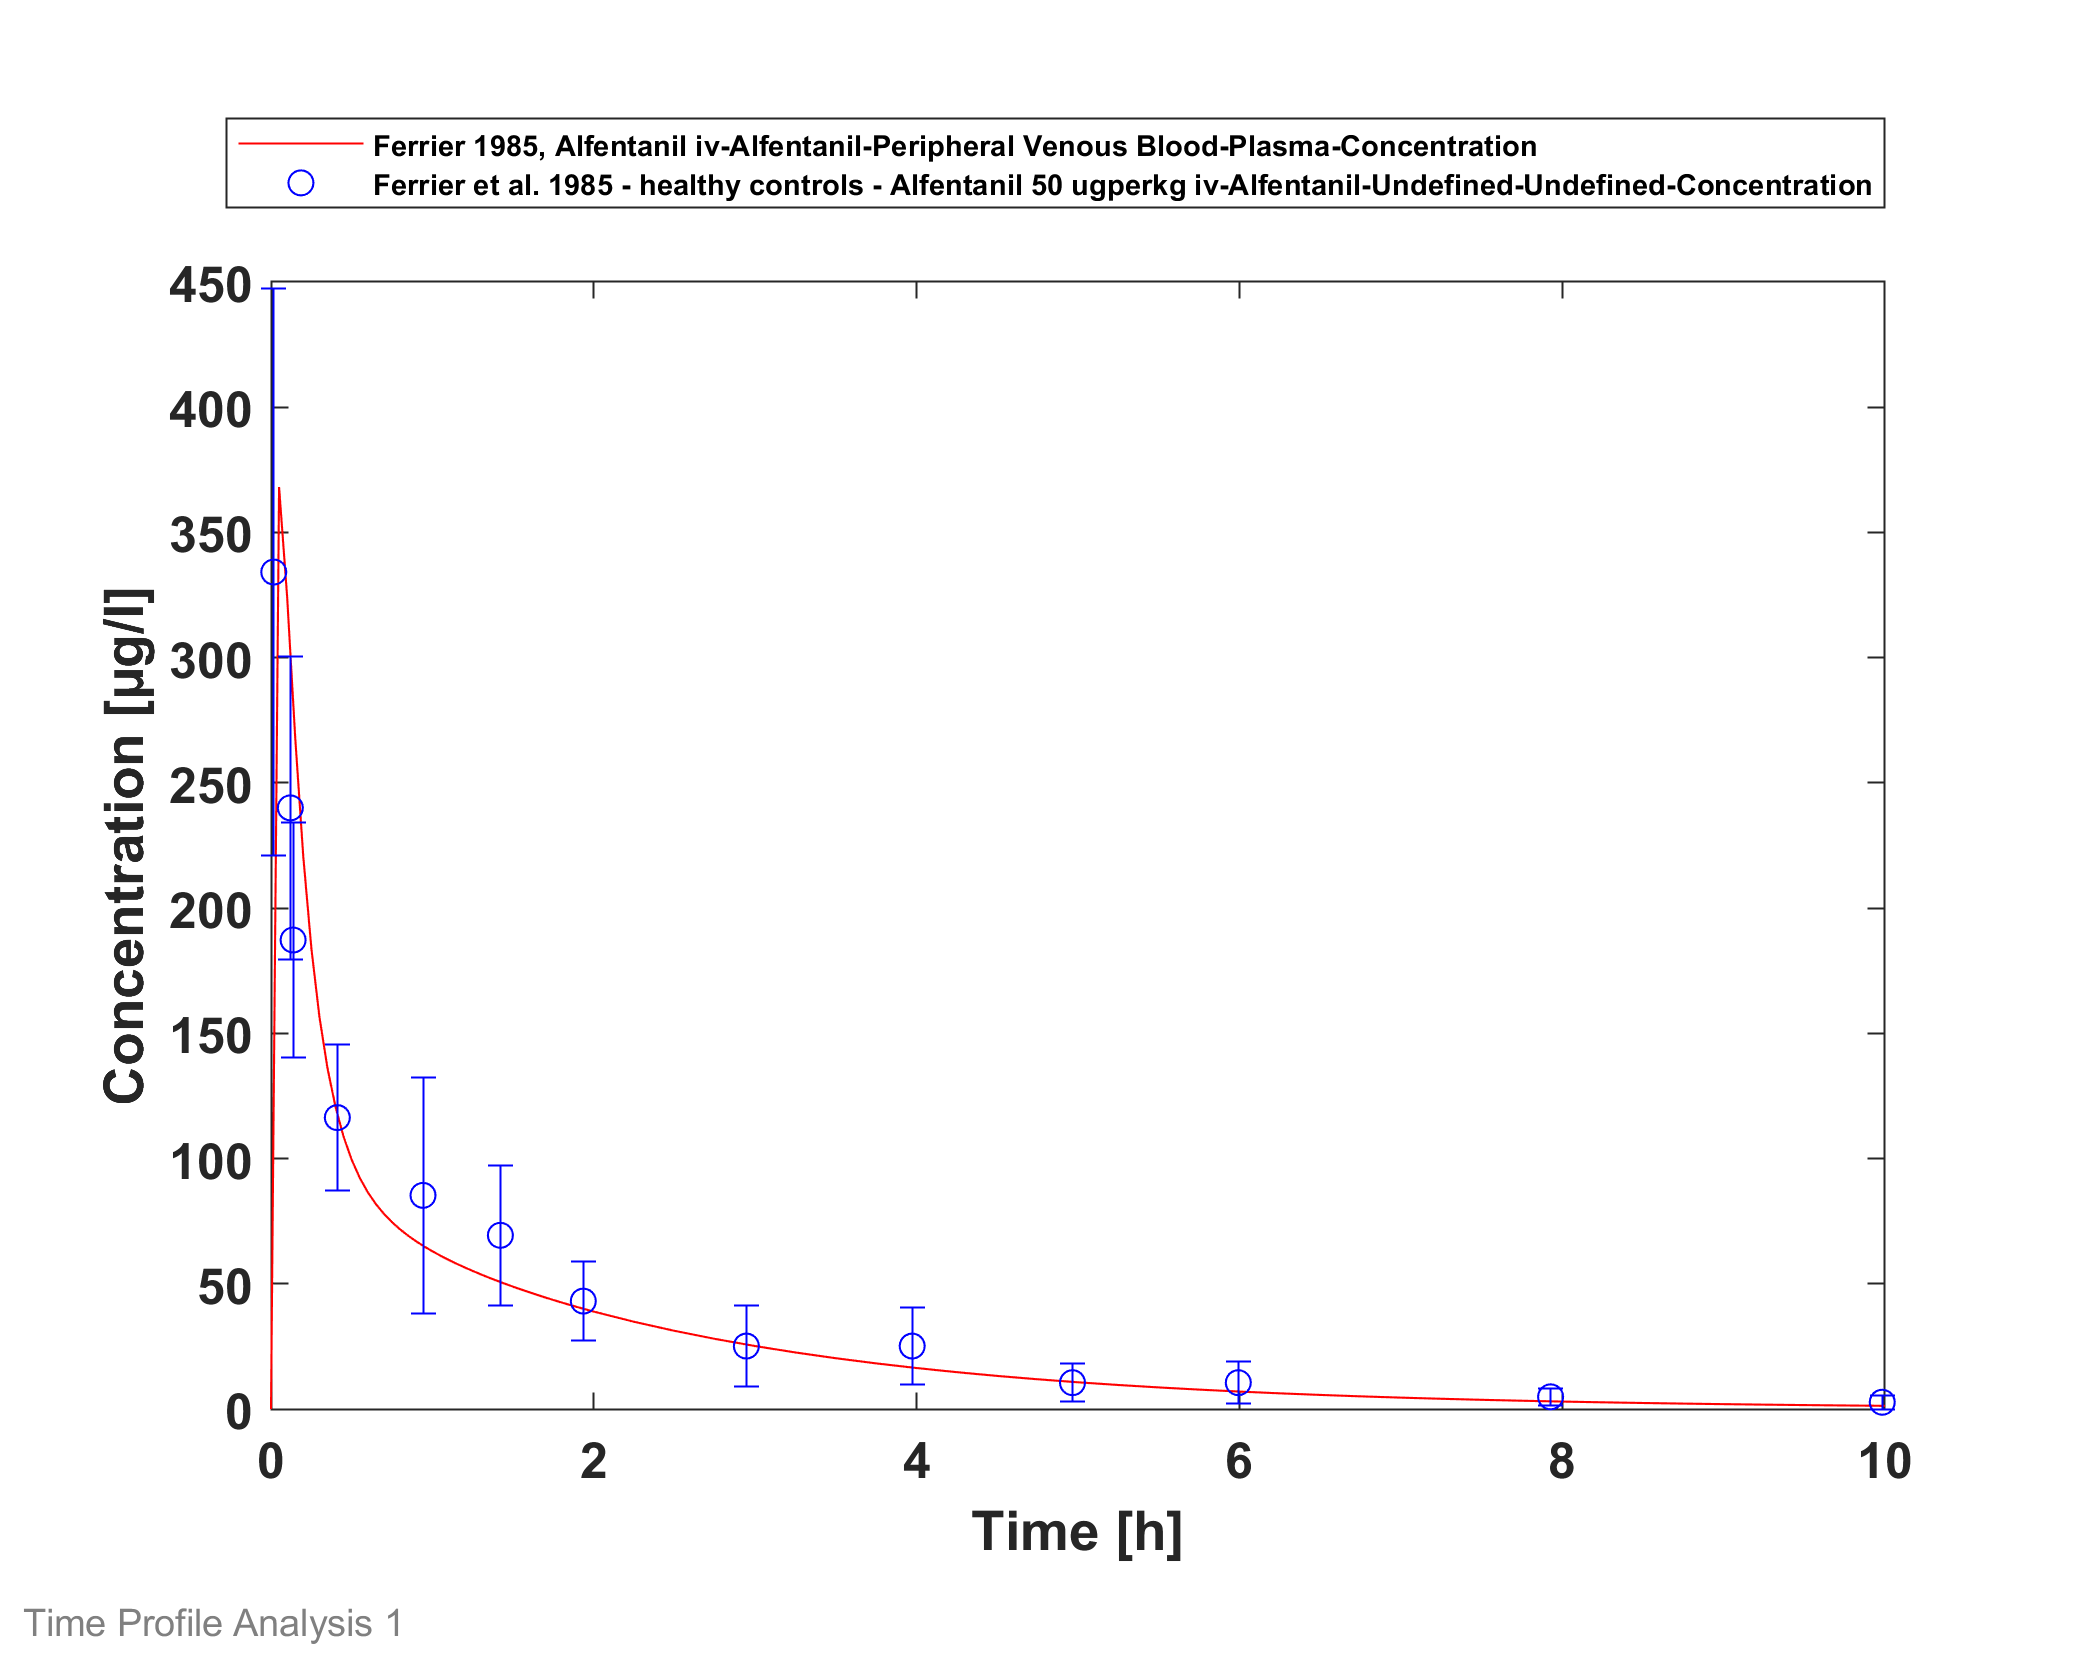 Ferrier 1985, Alfentanil iv-Alfentanil-Peripheral Venous Blood-Plasma-Concentration
Ferrier et al. 1985 - healthy controls - Alfentanil 50 ugperkg iv-Alfentanil-Undefined-Undefined-Concentration
450
400
350
300
250
200
150
100
50
0
Concentration [µg/l]
0 2 4 6 8 10
Time [h]
Time Profile Analysis 1